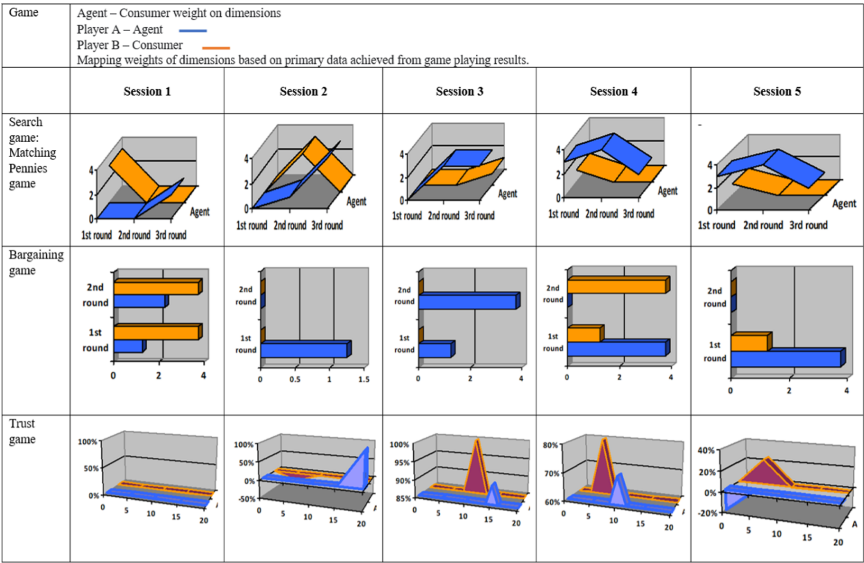 Game
Agent – Consumer weight on dimensions
Player A – Agent
Player B – Consumer
Mapping weights of dimensions based on primary data achieved from game playing results.
Session 1 Session 2 Session 3 Session 4 Session 5
Search
game:
Matching
Pennies
game
4
2
0
1st round 2nd round 3rd round
Agent
4
2
0
1st round 2nd round 3rd round
Agent
4
2
0
1st round 2nd round 3rd round
Agent
4
2
0
1st round 2nd round 3rd round
Agent
-
4
2
0
1st round 2nd round 3rd round
Agent
Bargaining
game
2nd
round
1st
round
0 2 4
2nd
round
1st
round
0 0.5 1 1.5
2nd
round
1st
round
0 2 4
2nd
round
1st
round
0 2 4
2nd
round
1st
round
0 2 4
Trust
game
100%
50%
0%
0 5 10 15 20
100%
50%
0%
-50%
0 5 10 15 20
A
100%
95%
90%
85%
0 5 10 15 20
80%
70%
60%
0 5 10 15 20
40%
20%
0%
-20%
0 5 10 15 20
A